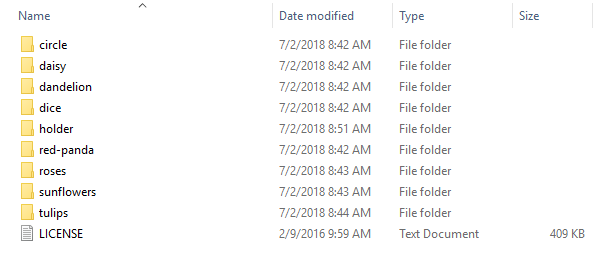 Name Date modified Type Size
circle 7/2/2018 8:42 AM File folder
daisy 7/2/2018 8:42 AM File folder
dandelion 7/2/2018 8:42 AM File folder
dice 7/2/2018 8:42 AM File folder
holder 7/2/2018 8:51 AM File folder
red-panda 7/2/2018 8:42 AM File folder
roses 7/2/2018 8:43 AM File folder
sunflowers 7/2/2018 8:43 AM File folder
tulips 7/2/2018 8:44 AM File folder
LICENSE 2/9/2016 9:59 AM Text Document 409 KB